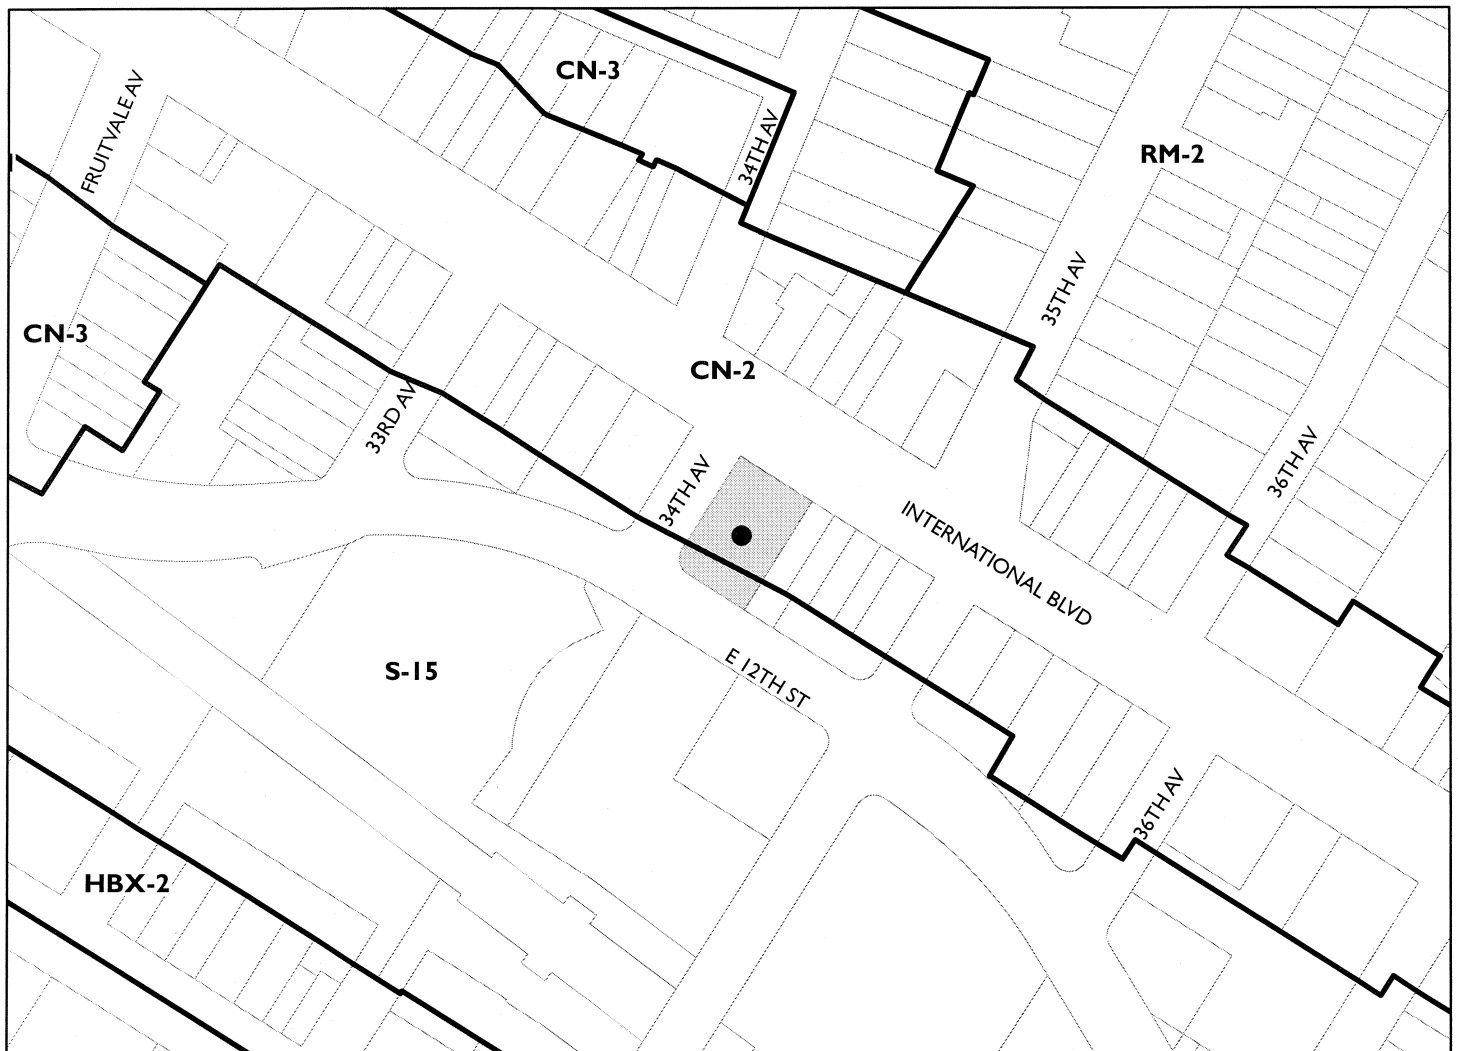 CN-3
FRUITVALE AV
34TH AV
RM-2
35TH AV
CN-3
CN-2
33RD AV
34TH AV
36TH AV
INTERNATIONAL BLVD
S-15
E 12TH ST
36TH AV
HBX-2